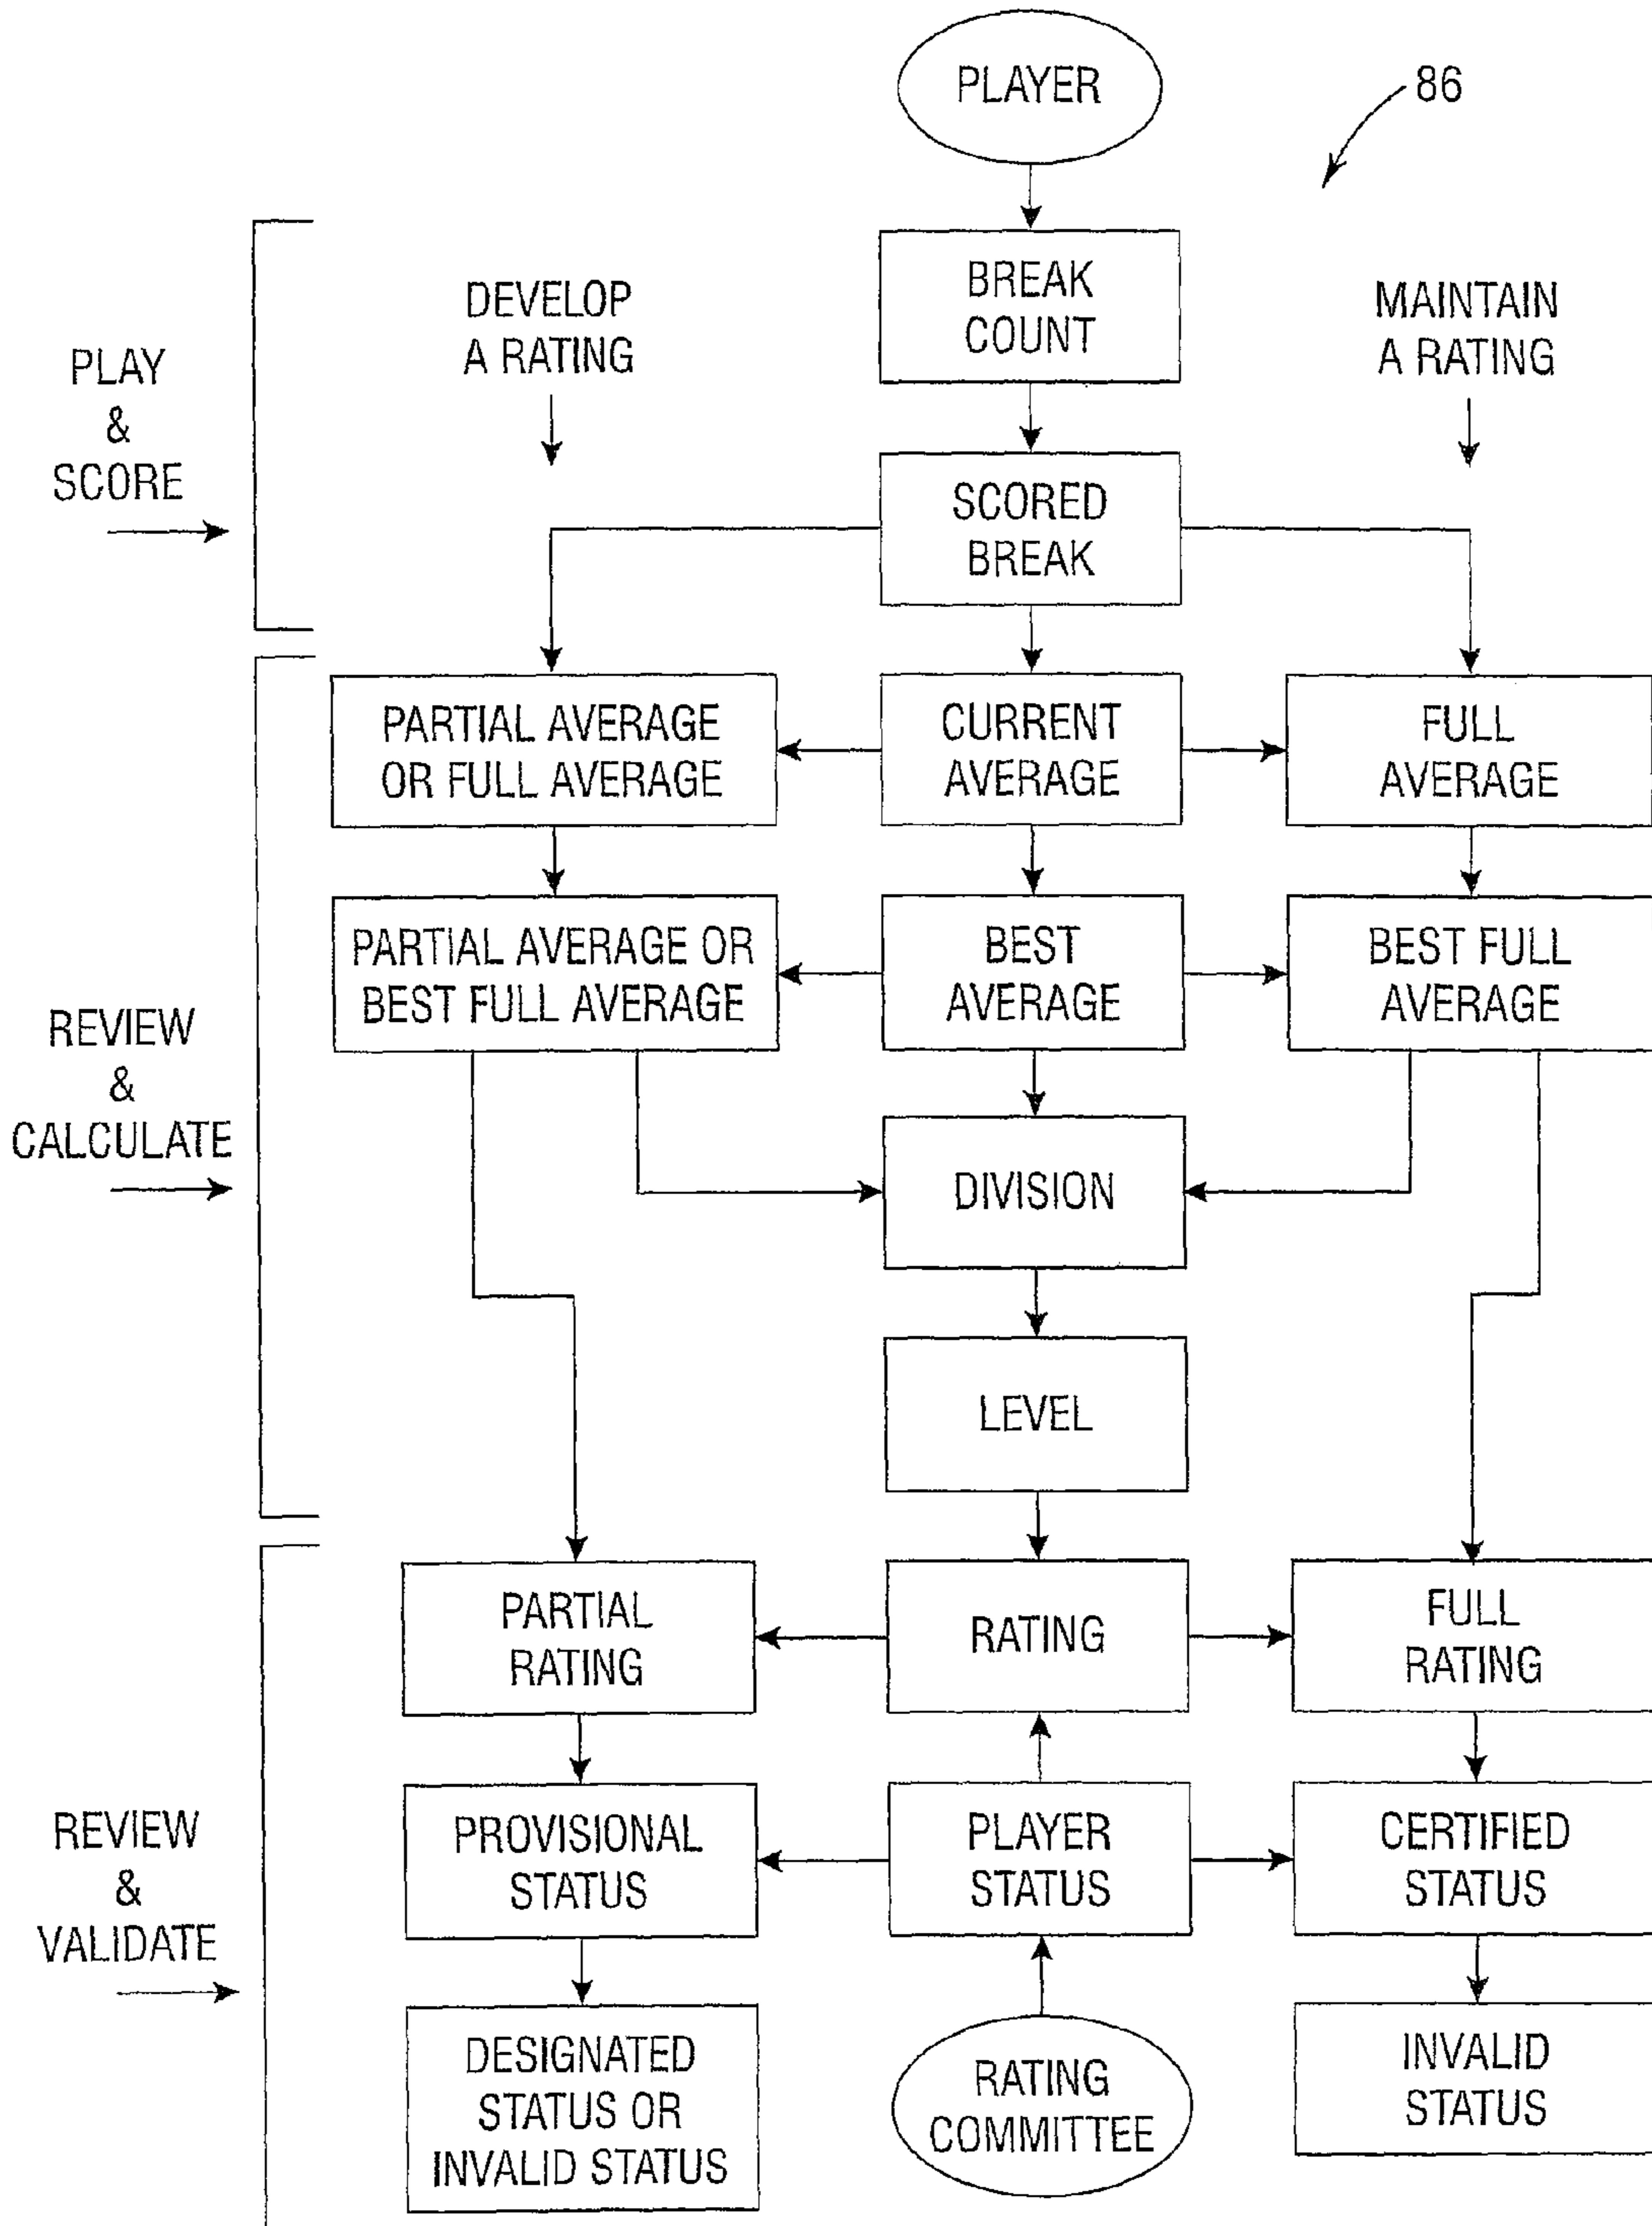 PLAYER
86
BREAK
COUNT
DEVELOP
A RATING
MAINTAIN
A RATING
PLAY
&
SCORE
SCORED
BREAK
PARTIAL AVERAGE
OR FULL AVERAGE
CURRENT
AVERAGE
FULL
AVERAGE
PARTIAL AVERAGE OR
BEST FULL AVERAGE
BEST
AVERAGE
BEST FULL
AVERAGE
REVIEW
&
CALCULATE
DIVISION
LEVEL
PARTIAL
RATING
RATING
FULL
RATING
REVIEW
&
VALIDATE
PROVISIONAL
STATUS
PLAYER
STATUS
CERTIFIED
STATUS
DESIGNATED
STATUS OR
INVALID STATUS
RATING
COMMITTEE
INVALID
STATUS